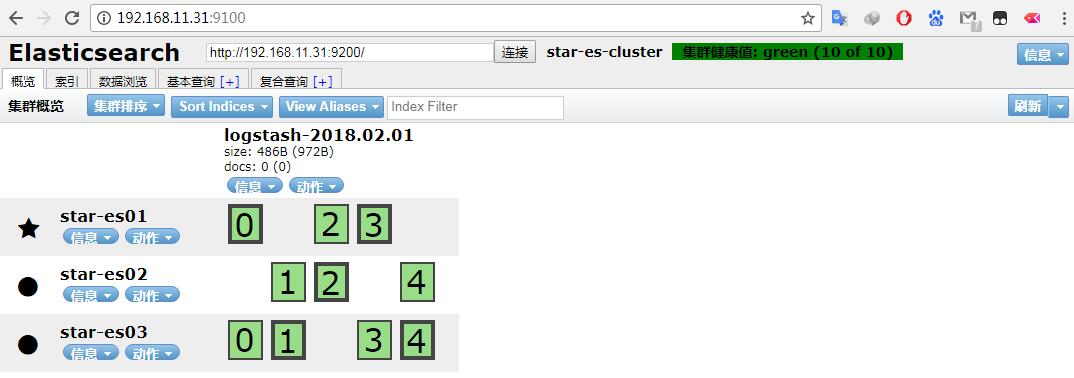 192.168.11.31:9100
Elasticsearch http://192.168.11.31:9200/ 连接 star-es-cluster 集群健康值: green (10 of 10) 信息
概览 索引 数据浏览 基本查询 [+] 复合查询 [+]
集群概览 集群排序 Sort Indices View Aliases Index Filter 刷新
logstash-2018.02.01
size: 486B (972B)
docs: 0 (0)
信息 动作
star-es01 0 2 3
信息 动作
star-es02 1 2 4
信息 动作
star-es03 0 1 3 4
信息 动作